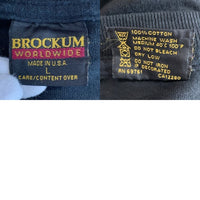 BROCKUM
WORLDWIDE
MADE IN U.S.A.
L
CARE/CONTENT OVER
100% COTTON
MACHINE WASH
MEDIUM 40°C 100°F
DO NOT BLEACH
DRY LOW
DO NOT IRON
IF DECORATED
RN 69761 CA12280